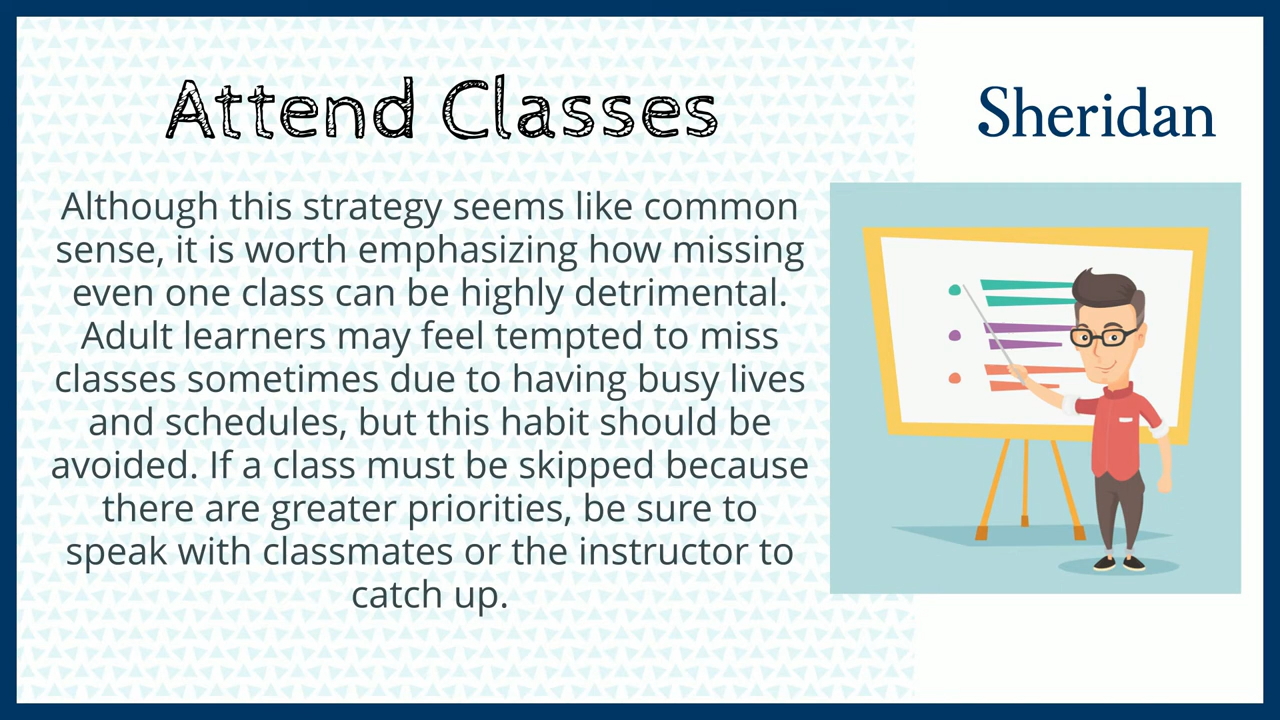 Attend Classes
Sheridan
Although this strategy seems like common
sense, it is worth emphasizing how missing
even one class can be highly detrimental.
Adult learners may feel tempted to miss
classes sometimes due to having busy lives
and schedules, but this habit should be
avoided. If a class must be skipped because
there are greater priorities, be sure to
speak with classmates or the instructor to
catch up.